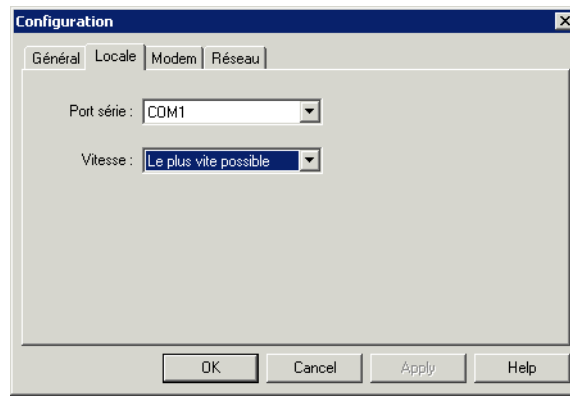 Configuration
Général Locale Modem Réseau
Port série : COM1
Vitesse : Le plus vite possible
OK Cancel Apply Help